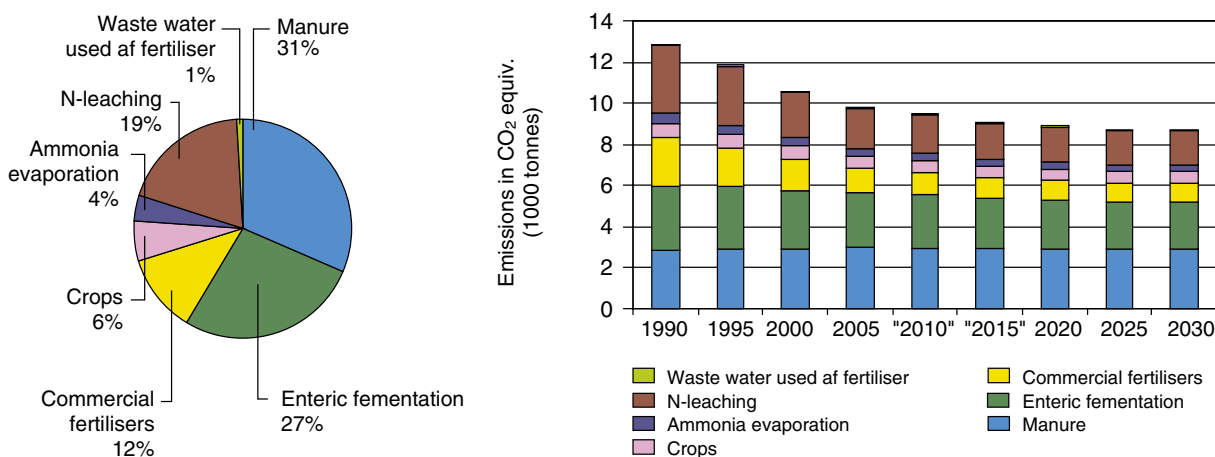 Waste water
used af fertiliser
1%
Manure
31%
N-leaching
19%
Ammonia
evaporation
4%
Crops
6%
Commercial
fertilisers
12%
Enteric fementation
27%
Emissions in CO₂ equiv.
(1000 tonnes)
14
12
10
8
6
4
2
0
1990 1995 2000 2005 "2010" "2015" 2020 2025 2030
Waste water used af fertiliser
N-leaching
Ammonia evaporation
Crops
Commercial fertilisers
Enteric fementation
Manure